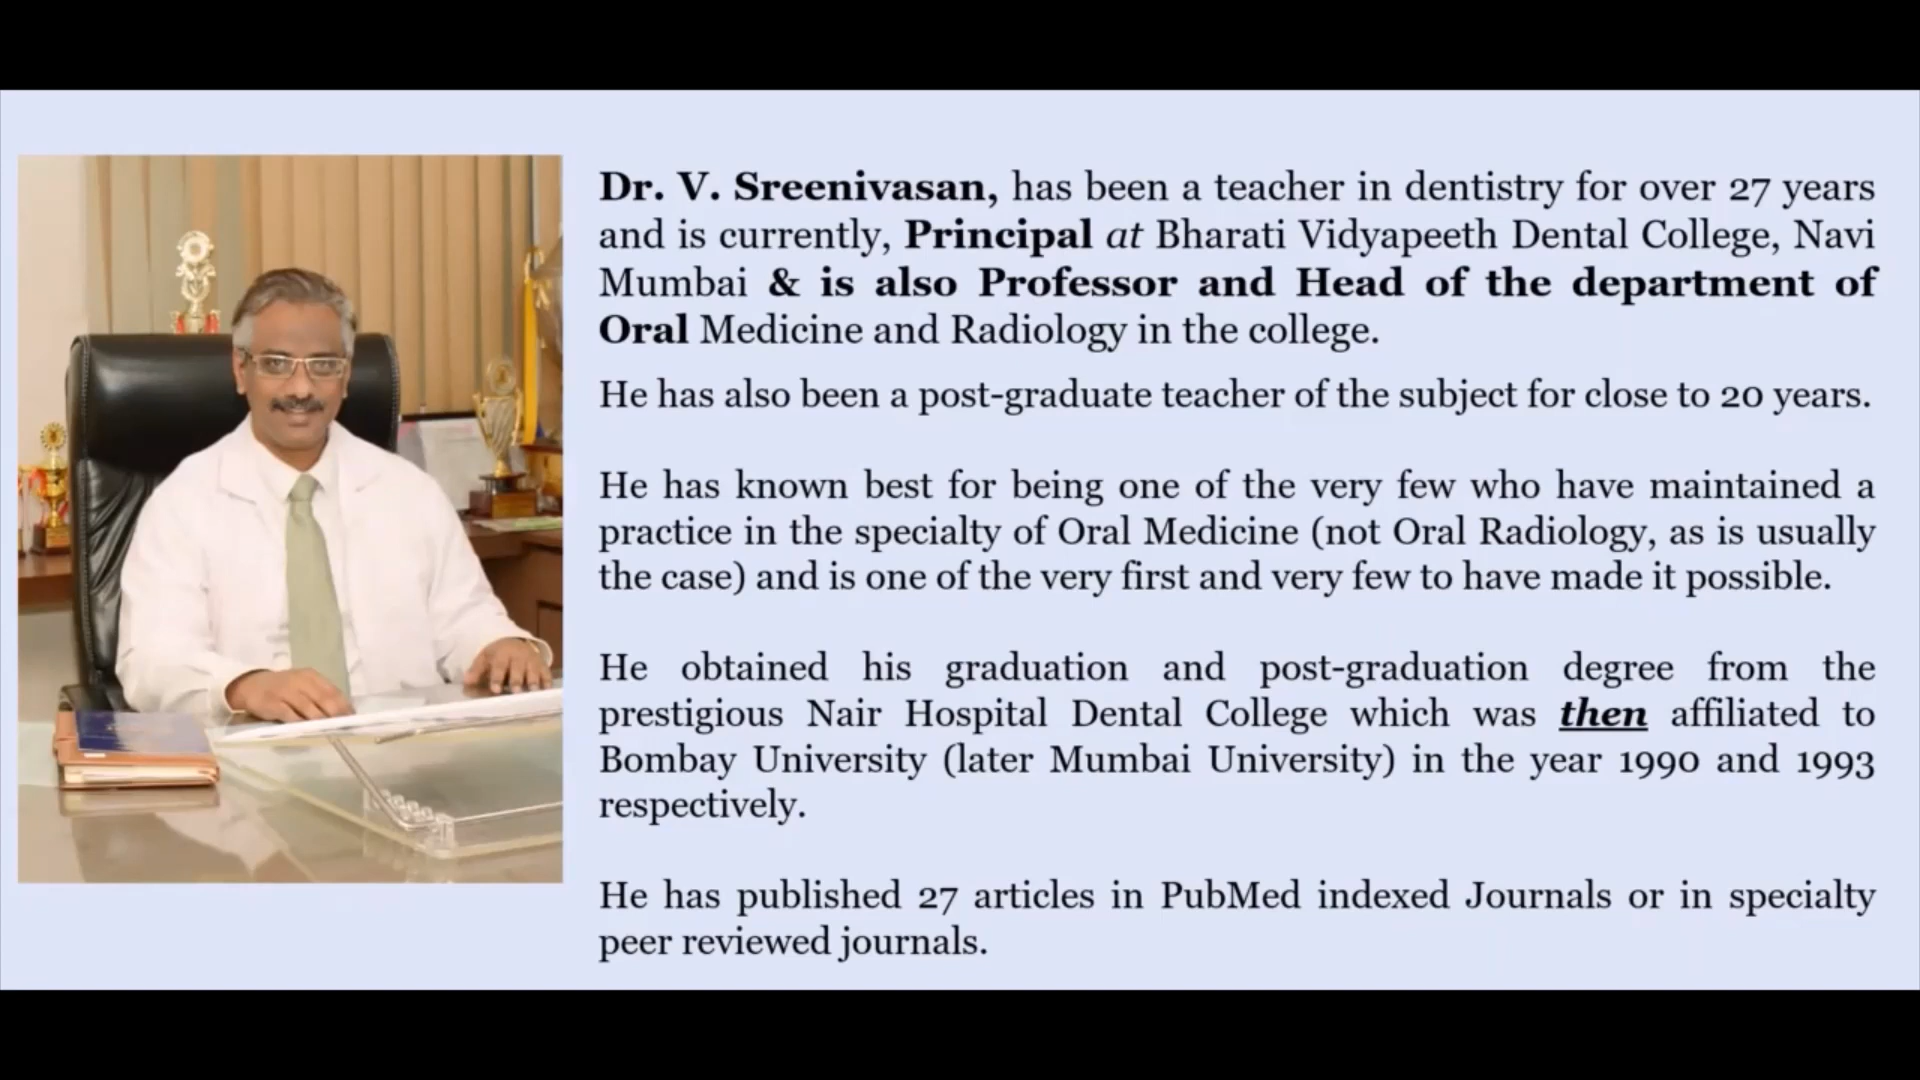 Dr. V. Sreenivasan, has been a teacher in dentistry for over 27 years
and is currently, Principal at Bharati Vidyapeeth Dental College, Navi
Mumbai & is also Professor and Head of the department of
Oral Medicine and Radiology in the college.
He has also been a post-graduate teacher of the subject for close to 20 years.
He has known best for being one of the very few who have maintained a
practice in the specialty of Oral Medicine (not Oral Radiology, as is usually
the case) and is one of the very first and very few to have made it possible.
He obtained his graduation and post-graduation degree from the
prestigious Nair Hospital Dental College which was then affiliated to
Bombay University (later Mumbai University) in the year 1990 and 1993
respectively.
He has published 27 articles in PubMed indexed Journals or in specialty
peer reviewed journals.